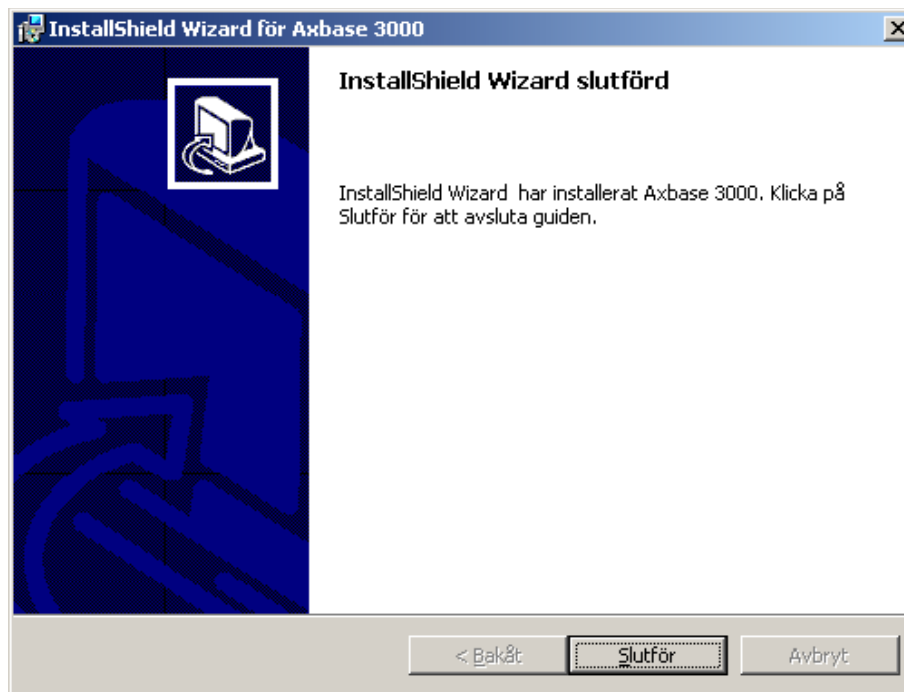 InstallShield Wizard för Axbase 3000
InstallShield Wizard slutförd
InstallShield Wizard  har installerat Axbase 3000. Klicka på
Slutför för att avsluta guiden.
< Bakåt
Slutför
Avbryt